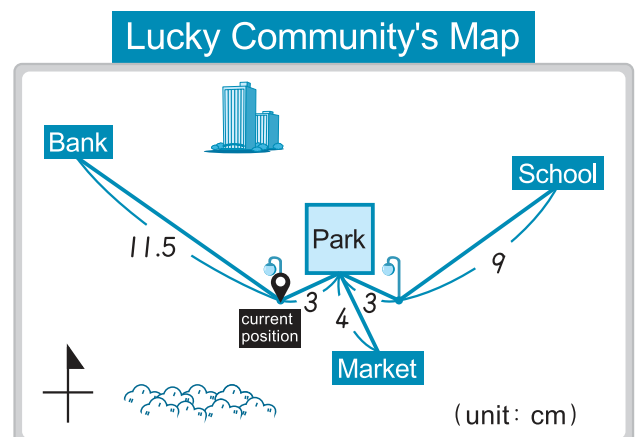 Lucky Community's Map
Bank
School
Park
11.5
9
3
3
4
current
position
Market
(unit: cm)